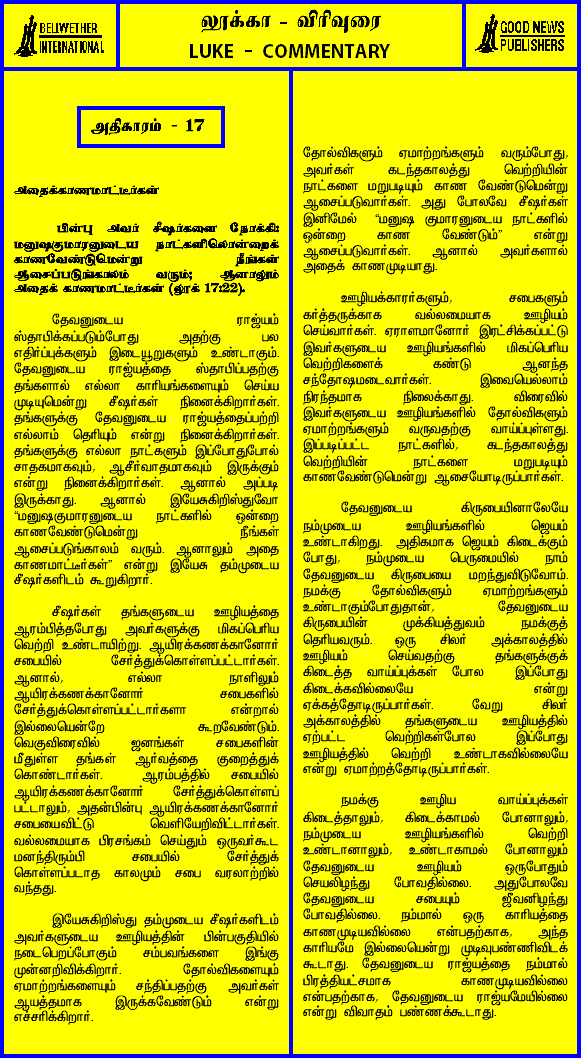 BELWETHER
INTERNATIONAL
லூக்கா - விரிவுரை
LUKE - COMMENTARY
GOOD NEWS
PUBLISHERS
அதிகாரம் - 17
அதைக்காணமாட்டீர்கள்
பின்பு அவர் சீஷர்களை நோக்கி:
மனுஷகுமாரனுடைய நாட்களிலொன்றைக்
காணவேண்டுமென்று நீங்கள்
ஆசைப்படுங்காலம் வரும்; ஆனாலும்
அதைக் காணமாட்டீர்கள் (லூக் 17:22).
தேவனுடைய ராஜ்யம்
ஸ்தாபிக்கப்படும்போது அதற்கு பல
எதிர்ப்புக்களும் இடையூறுகளும் உண்டாகும்.
தேவனுடைய ராஜ்யத்தை ஸ்தாபிப்பதற்கு
தங்களால் எல்லா காரியங்களையும் செய்ய
முடியுமென்று சீஷர்கள் நினைக்கிறார்கள்.
தங்களுக்கு தேவனுடைய ராஜ்யத்தைப்பற்றி
எல்லாம் தெரியும் என்று நினைக்கிறார்கள்.
தங்களுக்கு எல்லா நாட்களும் இப்போதுபோல்
சாதகமாகவும், ஆசீர்வாதமாகவும் இருக்கும்
என்று நினைக்கிறார்கள். ஆனால் அப்படி
இருக்காது. ஆனால் இயேசுகிறிஸ்துவோ
“மனுஷகுமாரனுடைய நாட்களில் ஒன்றை
காணவேண்டுமென்று நீங்கள்
ஆசைப்படுங்காலம் வரும். ஆனாலும் அதை
காணமாட்டீர்கள்” என்று இயேசு தம்முடைய
சீஷர்களிடம் கூறுகிறார்.
சீஷர்கள் தங்களுடைய ஊழியத்தை
ஆரம்பித்தபோது அவர்களுக்கு மிகப்பெரிய
வெற்றி உண்டாயிற்று. ஆயிரக்கணக்கானோர்
சபையில் சேர்த்துக்கொள்ளப்பட்டார்கள்.
ஆனால், எல்லா நாளிலும்
ஆயிரக்கணக்கானோர் சபைகளில்
சேர்த்துக்கொள்ளப்பட்டார்களா என்றால்
இல்லையென்றே கூறவேண்டும்.
வெகுவிரைவில் ஜனங்கள் சபைகளின்
மீதுள்ள தங்கள் ஆர்வத்தை குறைத்துக்
கொண்டார்கள். ஆரம்பத்தில் சபையில்
ஆயிரக்கணக்கானோர் சேர்த்துக்கொள்ளப்
பட்டாலும், அதன்பின்பு ஆயிரக்கணக்கானோர்
சபையைவிட்டு வெளியேறிவிட்டார்கள்.
வல்லமையாக பிரசங்கம் செய்தும் ஒருவர்கூட
மனந்திரும்பி சபையில் சேர்த்துக்
கொள்ளப்படாத காலமும் சபை வரலாற்றில்
வந்தது.
இயேசுகிறிஸ்து தம்முடைய சீஷர்களிடம்
அவர்களுடைய ஊழியத்தின் பின்பகுதியில்
நடைபெறப்போகும் சம்பவங்களை இங்கு
முன்னறிவிக்கிறார். தோல்விகளையும்
ஏமாற்றங்களையும் சந்திப்பதற்கு அவர்கள்
ஆயத்தமாக இருக்கவேண்டும் என்று
எச்சரிக்கிறார்.
தோல்விகளும் ஏமாற்றங்களும் வரும்போது,
அவர்கள் கடந்தகாலத்து வெற்றியின்
நாட்களை மறுபடியும் காண வேண்டுமென்று
ஆசைப்படுவார்கள். அது போலவே சீஷர்கள்
இனிமேல் “மனுஷ குமாரனுடைய நாட்களில்
ஒன்றை காண வேண்டும்” என்று
ஆசைப்படுவார்கள். ஆனால் அவர்களால்
அதைக் காணமுடியாது.
ஊழியக்காரர்களும், சபைகளும்
கர்த்தருக்காக வல்லமையாக ஊழியம்
செய்வார்கள். ஏராளமானோர் இரட்சிக்கப்பட்டு
இவர்களுடைய ஊழியங்களில் மிகப்பெரிய
வெற்றிகளைக் கண்டு ஆனந்த
சந்தோஷமடைவார்கள். இவையெல்லாம்
நிரந்தமாக நிலைக்காது. விரைவில்
இவர்களுடைய ஊழியங்களில் தோல்விகளும்
ஏமாற்றங்களும் வருவதற்கு வாய்ப்புள்ளது.
இப்படிப்பட்ட நாட்களில், கடந்தகாலத்து
வெற்றியின் நாட்களை மறுபடியும்
காணவேண்டுமென்று ஆசையோடிருப்பார்கள்.
தேவனுடைய கிருபையினாலேயே
நம்முடைய ஊழியங்களில் ஜெயம்
உண்டாகிறது. அதிகமாக ஜெயம் கிடைக்கும்
போது, நம்முடைய பெருமையில் நாம்
தேவனுடைய கிருபையை மறந்துவிடுவோம்.
நமக்கு தோல்விகளும் ஏமாற்றங்களும்
உண்டாகும்போதுதான், தேவனுடைய
கிருபையின் முக்கியத்துவம் நமக்குத்
தெரியவரும். ஒரு சிலர் அக்காலத்தில்
ஊழியம் செய்வதற்கு தங்களுக்குக்
கிடைத்த வாய்ப்புக்கள் போல இப்போது
கிடைக்கவில்லையே என்று
ஏக்கத்தோடிருப்பார்கள். வேறு சிலர்
அக்காலத்தில் தங்களுடைய ஊழியத்தில்
ஏற்பட்ட வெற்றிகள்போல இப்போது
ஊழியத்தில் வெற்றி உண்டாகவில்லையே
என்று ஏமாற்றத்தோடிருப்பார்கள்.
நமக்கு ஊழிய வாய்ப்புக்கள்
கிடைத்தாலும், கிடைக்காமல் போனாலும்,
நம்முடைய ஊழியங்களில் வெற்றி
உண்டானாலும், உண்டாகாமல் போனாலும்
தேவனுடைய ஊழியம் ஒருபோதும்
செயலிழந்து போவதில்லை. அதுபோலவே
தேவனுடைய சபையும் ஜீவனிழந்து
போவதில்லை. நம்மால் ஒரு காரியத்தை
காணமுடியவில்லை என்பதற்காக, அந்த
காரியமே இல்லையென்று முடிவுபண்ணிவிடக்
கூடாது. தேவனுடைய ராஜ்யத்தை நம்மால்
பிரத்தியட்சமாக காணமுடியவில்லை
என்பதற்காக, தேவனுடைய ராஜ்யமேயில்லை
என்று விவாதம் பண்ணக்கூடாது.